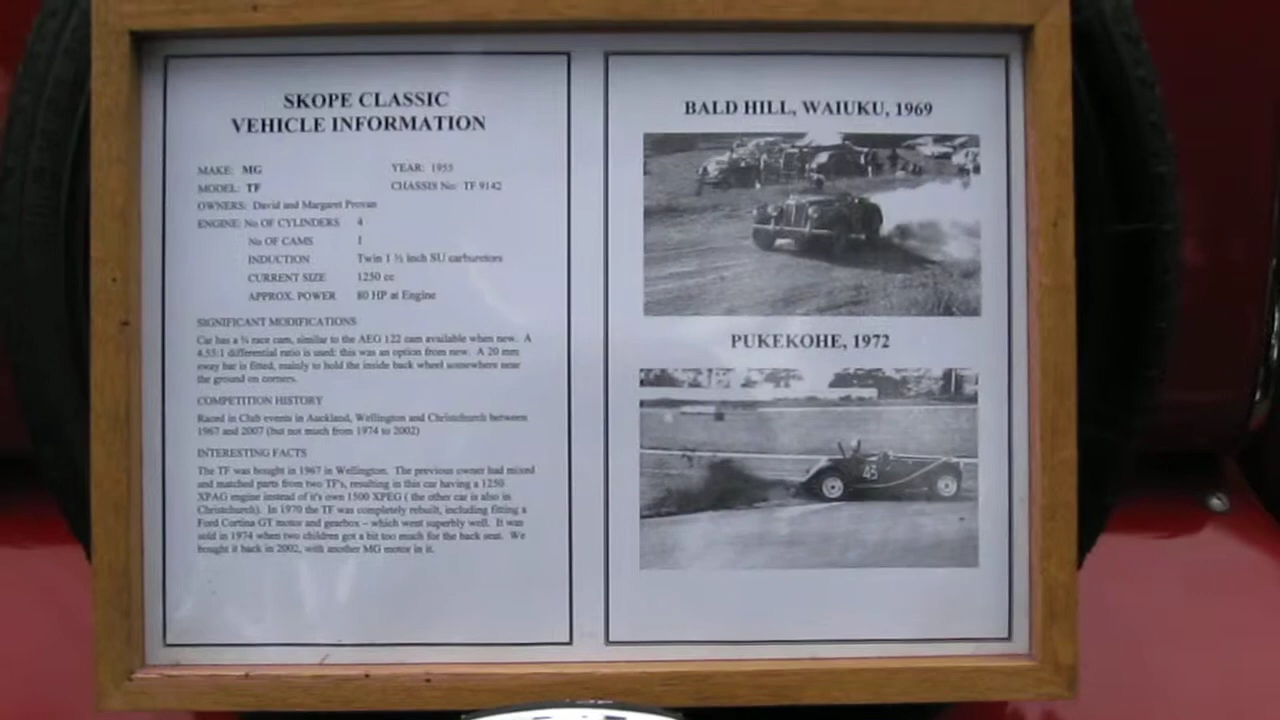 SKOPE CLASSIC
VEHICLE INFORMATION
MAKE: MG YEAR: 1955
MODEL: TF CHASSIS No: TF 9142
OWNERS: David and Margaret Provan
ENGINE: No OF CYLINDERS 4
No OF CAMS 1
INDUCTION Twin 1 ½ inch SU carburetors
CURRENT SIZE 1250 cc
APPROX. POWER 80 HP at Engine
SIGNIFICANT MODIFICATIONS
Car has a ¾ race cam, similar to the AEG 122 cam available when new. A
4.55:1 differential ratio is used: this was an option from new. A 20 mm
sway bar is fitted, mainly to hold the inside back wheel somewhere near
the ground on corners.
COMPETITION HISTORY
Raced in Club events in Auckland, Wellington and Christchurch between
1967 and 2007 (but not much from 1974 to 2002)
INTERESTING FACTS
The TF was bought in 1967 in Wellington. The previous owner had mixed
and matched parts from two TF's, resulting in this car having a 1250
XPAG engine instead of it's own 1500 XPEG ( the other car is also in
Christchurch). In 1970 the TF was completely rebuilt, including fitting a
Ford Cortina GT motor and gearbox – which went superbly well. It was
sold in 1974 when two children got a bit too much for the back seat. We
bought it back in 2002, with another MG motor in it.
BALD HILL, WAIUKU, 1969
PUKEKOHE, 1972
43